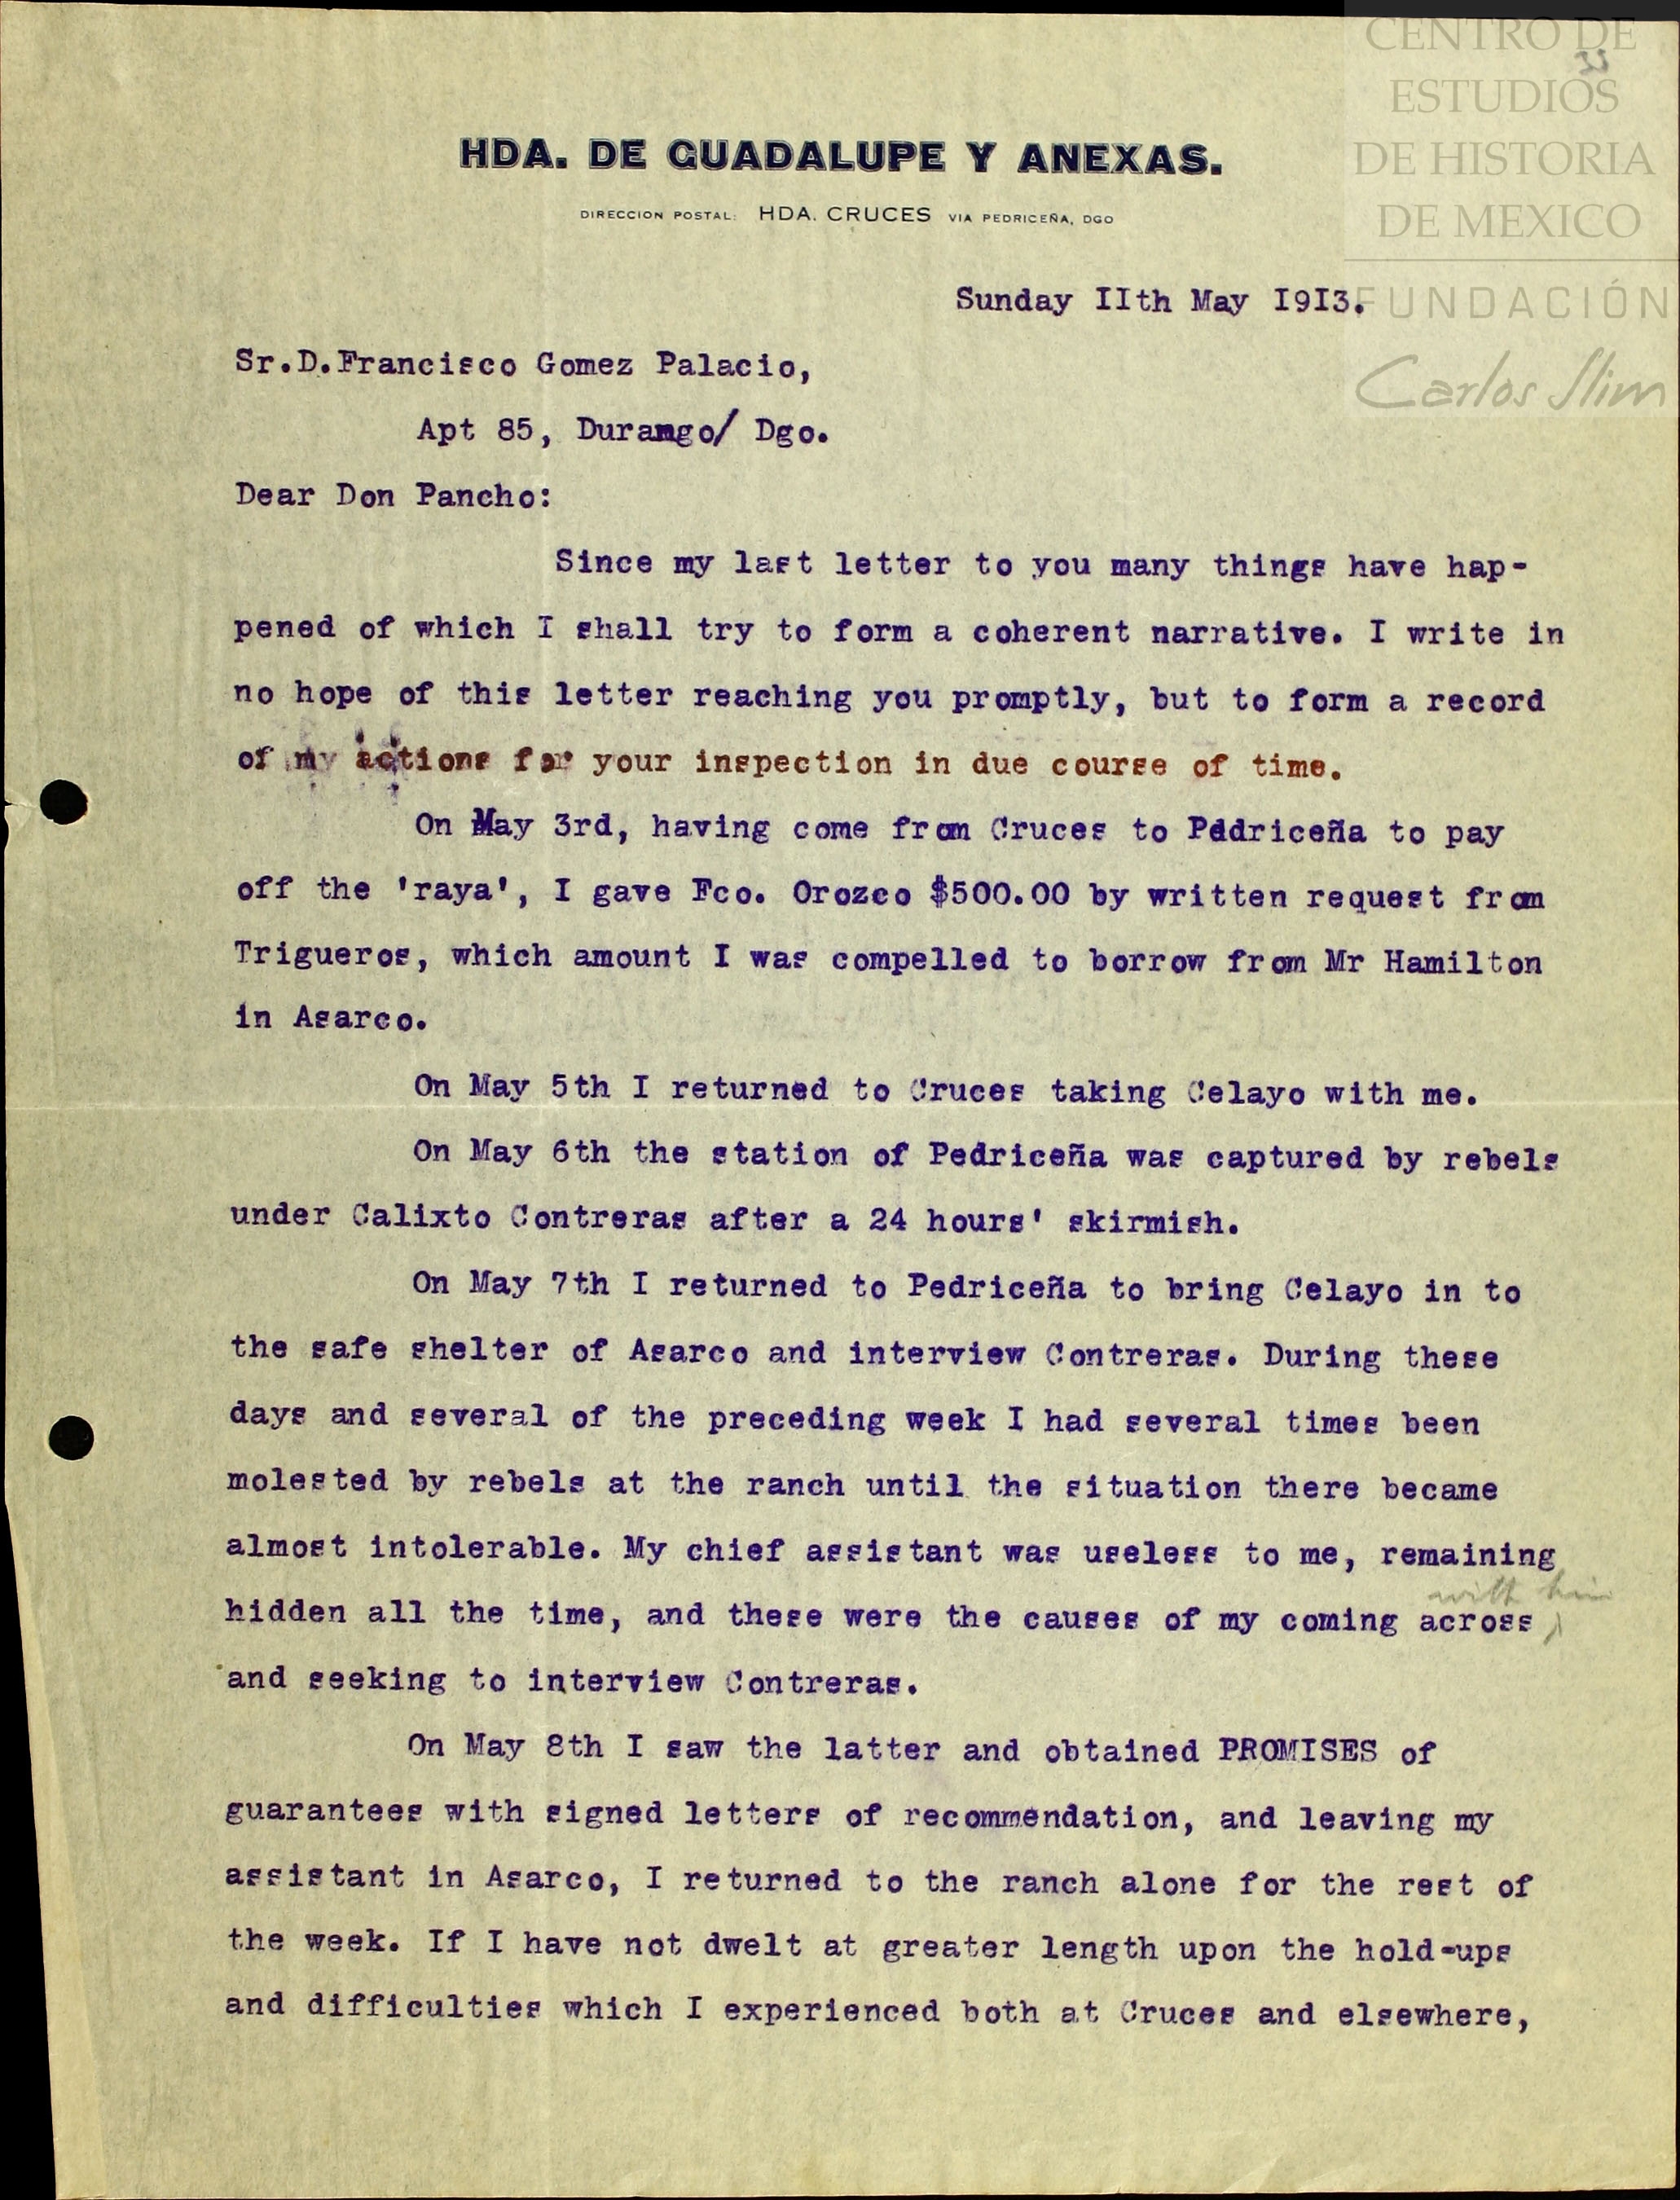 CENTRO DE
ESTUDIOS
DE HISTORIA
DE MEXICO
FUNDACIÓN
Carlos Slim
HDA. DE GUADALUPE Y ANEXAS.
DIRECCION POSTAL: HDA. CRUCES VIA PEDRICEÑA, DGO
Sunday IIth May I9I3.
Sr.D.Francisco Gomez Palacio,
Apt 85, Durango/ Dgo.
Dear Don Pancho:
Since my last letter to you many things have hap-
pened of which I shall try to form a coherent narrative. I write in
no hope of this letter reaching you promptly, but to form a record
of my actions for your inspection in due course of time.
On May 3rd, having come from Cruces to Pedriceña to pay
off the 'raya', I gave Fco. Orozco $500.00 by written request from
Trigueros, which amount I was compelled to borrow from Mr Hamilton
in Asarco.
On May 5th I returned to Cruces taking Celayo with me.
On May 6th the station of Pedriceña was captured by rebels
under Calixto Contreras after a 24 hours' skirmish.
On May 7th I returned to Pedriceña to bring Celayo in to
the safe shelter of Asarco and interview Contreras. During these
days and several of the preceding week I had several times been
molested by rebels at the ranch until the situation there became
almost intolerable. My chief assistant was useless to me, remaining
with him
hidden all the time, and these were the causes of my coming across
and seeking to interview Contreras.
On May 8th I saw the latter and obtained PROMISES of
guarantees with signed letters of recommendation, and leaving my
assistant in Asarco, I returned to the ranch alone for the rest of
the week. If I have not dwelt at greater length upon the hold-ups
and difficulties which I experienced both at Cruces and elsewhere,